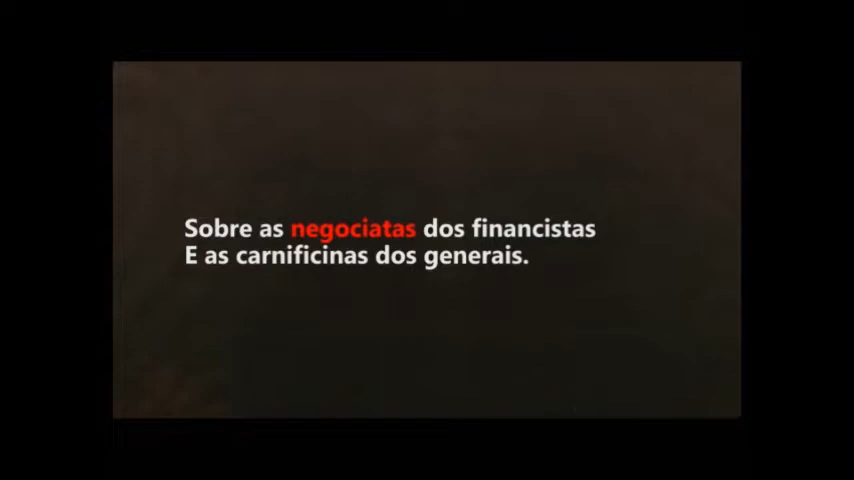 Sobre as negociatas dos financistas
E as carnificinas dos generais.